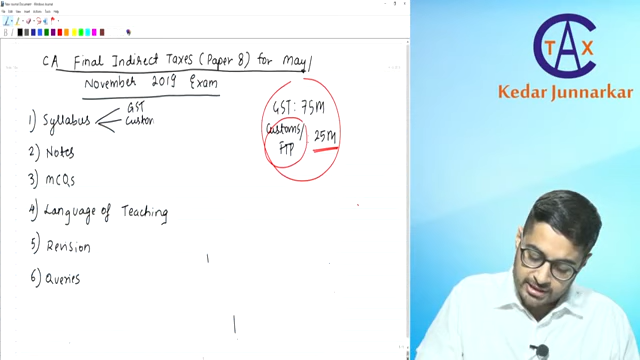 CA Final Indirect Taxes (Paper 8) for May/
November 2019 Exam
1) Syllabus
GST
Custom
2) Notes
3) MCQs
4) Language of Teaching
5) Revision
6) Queries
GST: 75M
Customs/
FTP
25M
CA
TAX
Kedar Junnarkar